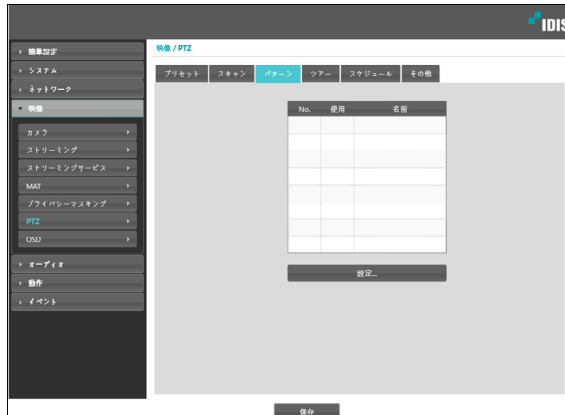 IDIS
簡単設定
システム
ネットワーク
映像
カメラ
ストリーミング
ストリーミングサービス
MAT
プライバシーマスキング
PTZ
OSD
オーディオ
動作
イベント
映像 / PTZ
プリセット スキャン パターン ツアー スケジュール その他
No. 使用 名前
設定...
保存